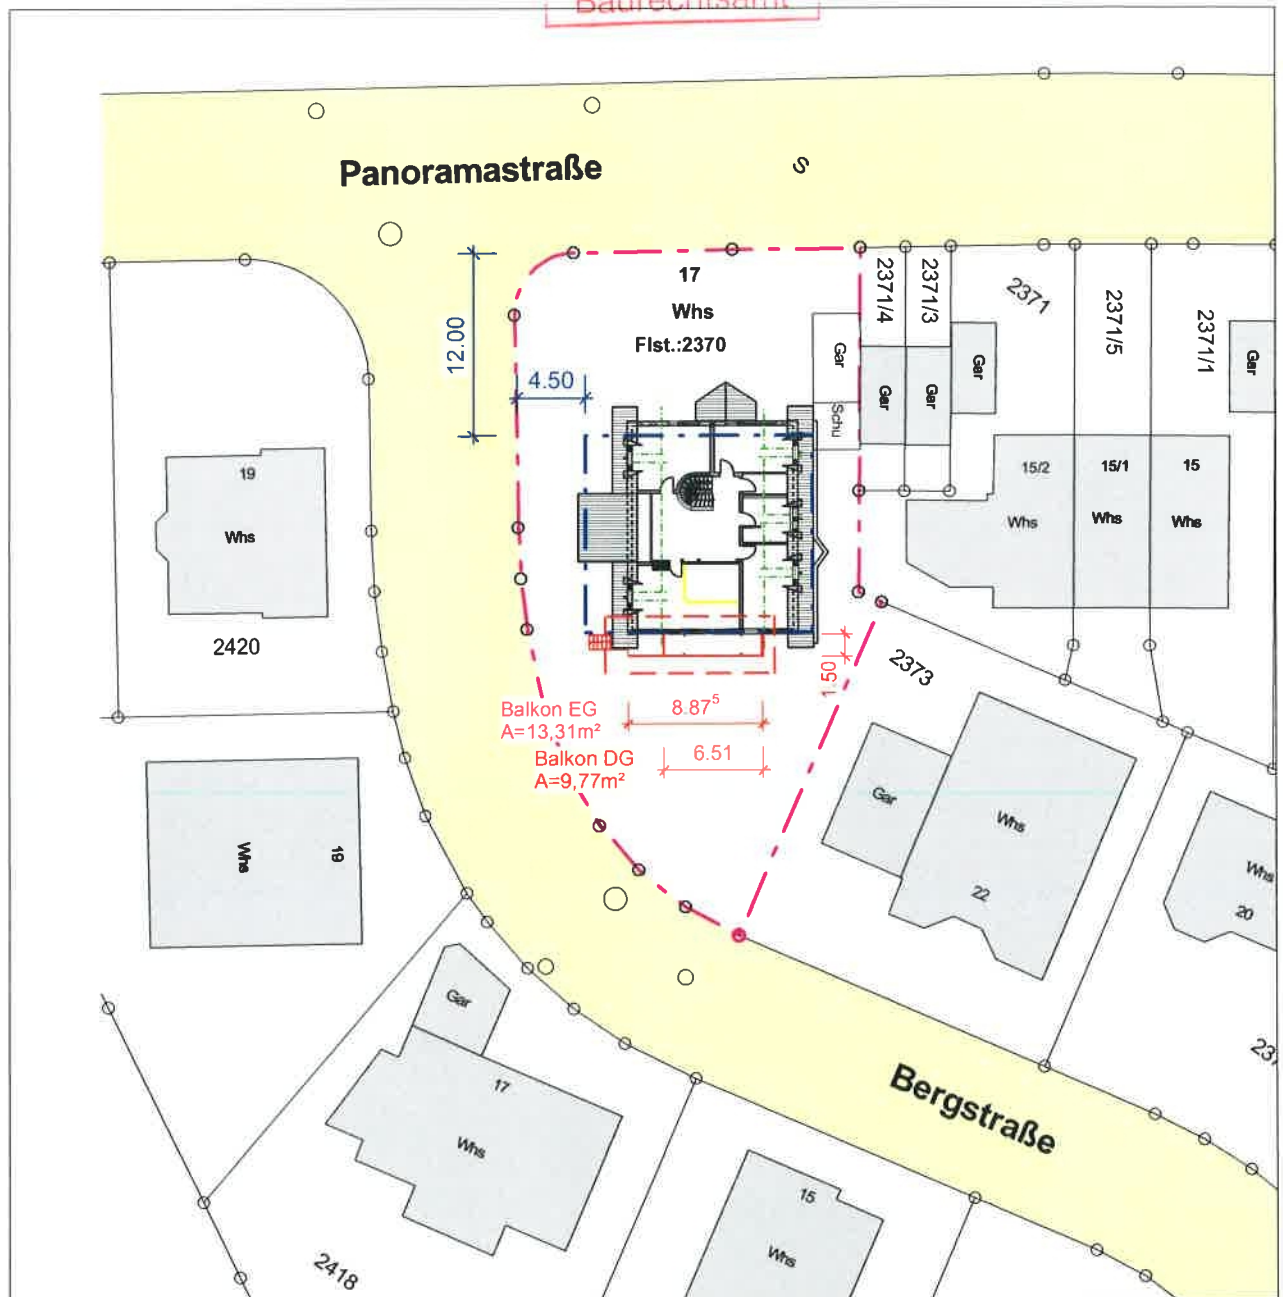 Baurechtsamt
Panoramastraße
S
17
Whs
Flst.:2370
12.00
4.50
Gar
Schu
2371/4
2371/3
Gar
Gar
Gar
2371
2371/5
2371/1
Gar
15/2
Whs
15/1
Whs
15
Whs
19
Whs
2420
Balkon EG
A=13,31m²
Balkon DG
A=9,77m²
8.87⁵
6.51
1.50
2373
Gar
Whs
22
Whs
20
Whs
19
Gar
17
Whs
2418
15
Whs
Bergstraße